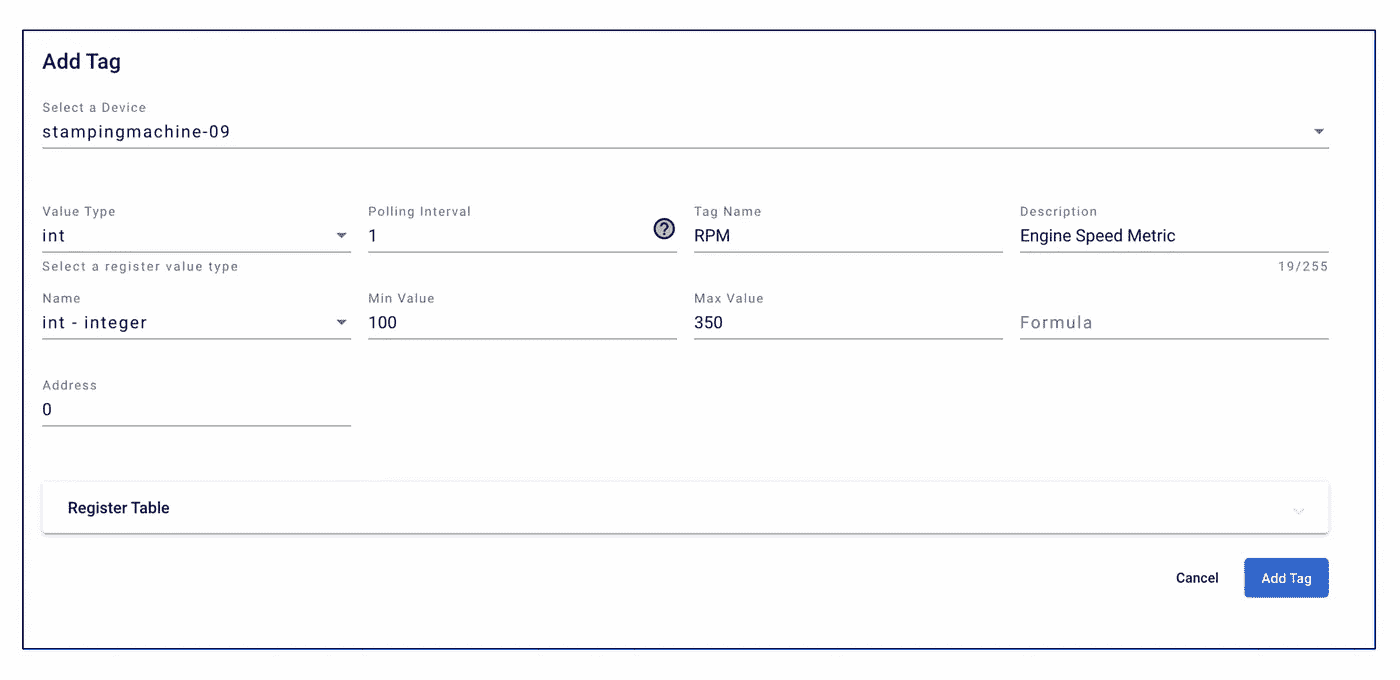 Add Tag
Select a Device
stampingmachine-09
Value Type
int
Select a register value type
Polling Interval
1
?
Tag Name
RPM
Description
Engine Speed Metric
19/255
Name
int - integer
Min Value
100
Max Value
350
Formula
Address
0
Register Table
Cancel
Add Tag